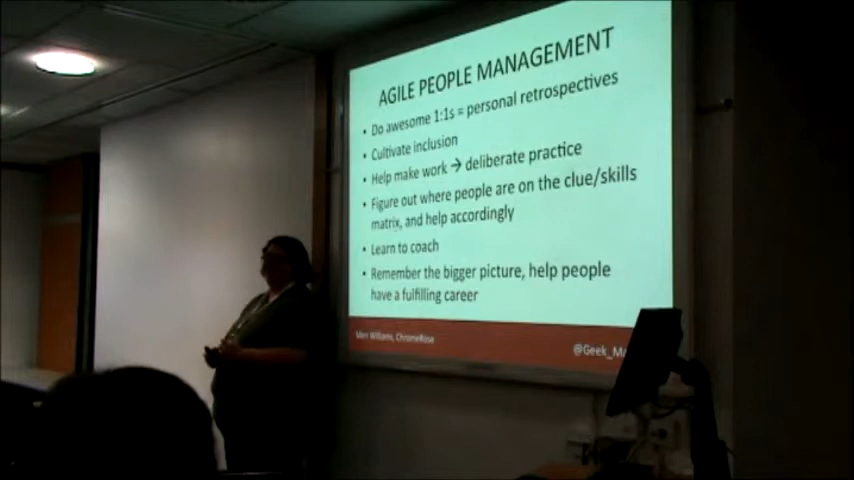 AGILE PEOPLE MANAGEMENT
• Do awesome 1:1s = personal retrospectives
• Cultivate inclusion
• Help make work → deliberate practice
• Figure out where people are on the clue/skills
matrix, and help accordingly
• Learn to coach
• Remember the bigger picture, help people
have a fulfilling career
Williams, ChromeRose